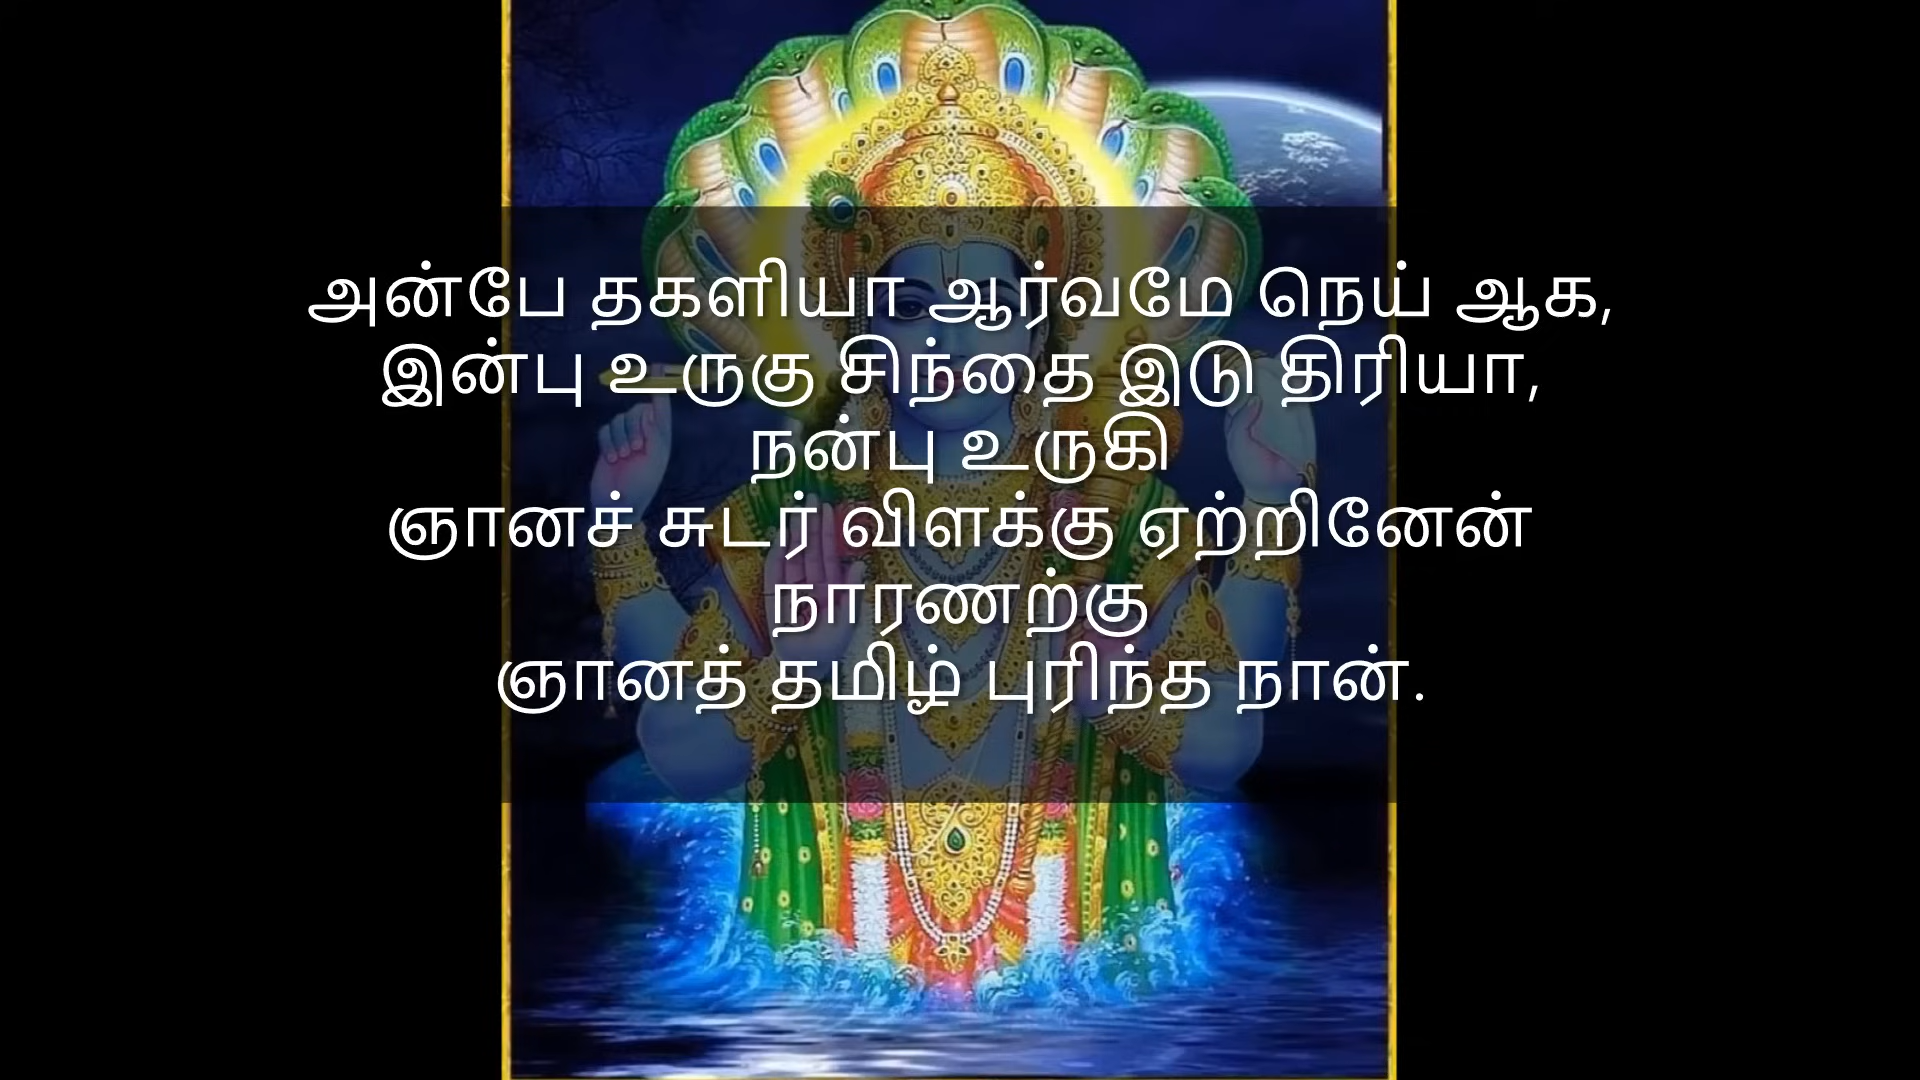 அன்பே தகளியா ஆர்வமே நெய் ஆக,
இன்பு உருகு சிந்தை இடு திரியா,
நன்பு உருகி
ஞானச் சுடர் விளக்கு ஏற்றினேன்
நாரணற்கு
ஞானத் தமிழ் புரிந்த நான்.